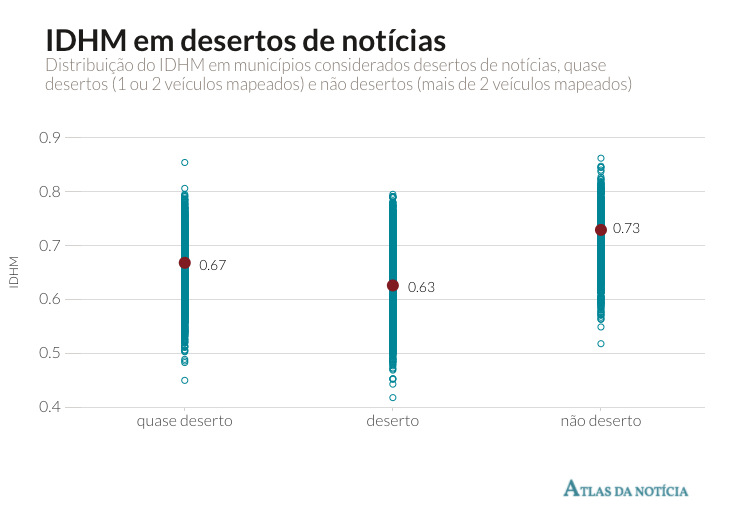 IDHM em desertos de notícias
Distribuição do IDHM em municípios considerados desertos de notícias, quase
desertos (1 ou 2 veículos mapeados) e não desertos (mais de 2 veículos mapeados)
0.9
0.8
0.7
0.6
0.5
0.4
IDHM
0.67
0.63
0.73
quase deserto
deserto
não deserto
ATLAS DA NOTÍCIA